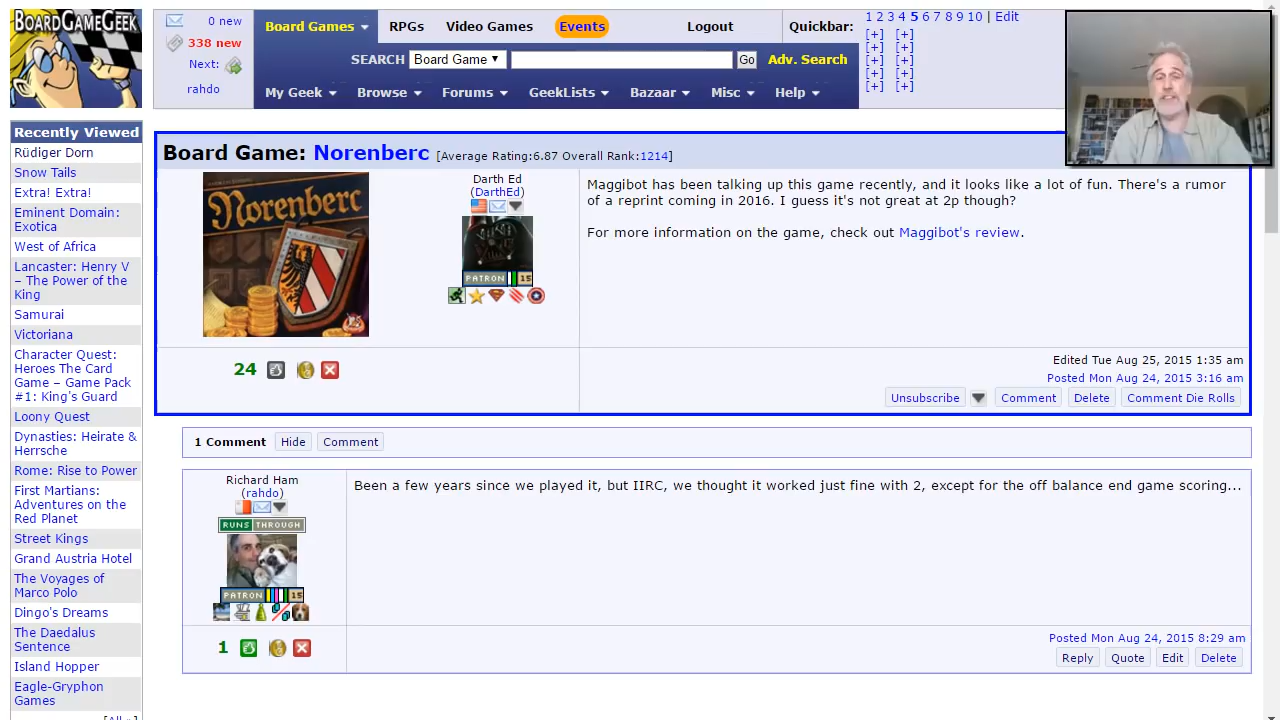 BOARDGAMEGEEK
0 new
338 new
Next:
rahdo
Board Games
RPGs
Video Games
Events
Logout
SEARCH Board Game Go Adv. Search
My Geek Browse Forums GeekLists Bazaar Misc Help
Quickbar:
1 2 3 4 5 6 7 8 9 10 | Edit
[+] [+]
[+] [+]
[+] [+]
[+] [+]
[+] [+]
Recently Viewed
Rüdiger Dorn
Snow Tails
Extra! Extra!
Eminent Domain:
Exotica
West of Africa
Lancaster: Henry V
– The Power of the
King
Samurai
Victoriana
Character Quest:
Heroes The Card
Game – Game Pack
#1: King's Guard
Loony Quest
Dynasties: Heirate &
Herrsche
Rome: Rise to Power
First Martians:
Adventures on the
Red Planet
Street Kings
Grand Austria Hotel
The Voyages of
Marco Polo
Dingo's Dreams
The Daedalus
Sentence
Island Hopper
Eagle-Gryphon
Games
[All »]
Board Game: Norenberc [Average Rating:6.87 Overall Rank:1214]
Norenberc
Darth Ed
(DarthEd)
PATRON 15
Maggibot has been talking up this game recently, and it looks like a lot of fun. There's a rumor
of a reprint coming in 2016. I guess it's not great at 2p though?
For more information on the game, check out Maggibot's review.
24
Edited Tue Aug 25, 2015 1:35 am
Posted Mon Aug 24, 2015 3:16 am
Unsubscribe Comment Delete Comment Die Rolls
1 Comment Hide Comment
Richard Ham
(rahdo)
RUNS THROUGH
PATRON 15
Been a few years since we played it, but IIRC, we thought it worked just fine with 2, except for the off balance end game scoring...
1
Posted Mon Aug 24, 2015 8:29 am
Reply Quote Edit Delete